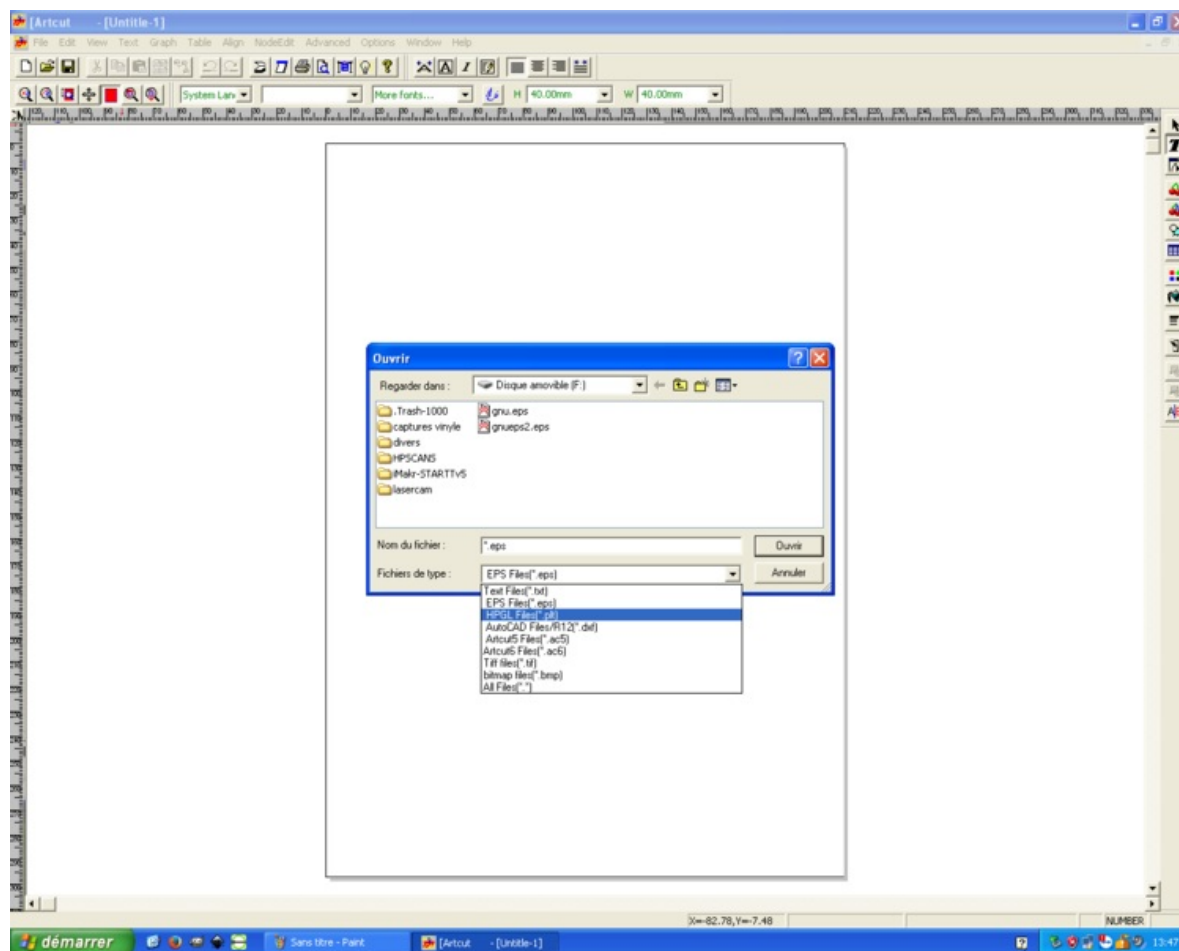 [Artcut - [Untitle-1]
File Edit View Text Graph Table Align NodeEdit Advanced Options Window Help
System Lan More fonts.... H 40.00mm W 40.00mm
Ouvrir
Regarder dans : Disque amovible (F:)
.Trash-1000 gnu.eps
captures vinyle gnueps2.eps
divers
HPSCANS
iMakr-STARTTv5
lasercam
Nom du fichier : *.eps Ouvrir
Fichiers de type : EPS Files(*.eps) Annuler
Text Files(*.txt)
EPS Files(*.eps)
HPGL Files(*.plt)
AutoCAD Files/R12(*.dxf)
Artcut5 Files(*.ac5)
Artcut6 Files(*.ac6)
Tiff files(*.tif)
bitmap files(*.bmp)
All Files(*.*)
X=-82.78,Y=-7.48 NUMBER
démarrer Sans titre - Paint [Artcut - [Untitle-1] 13:47